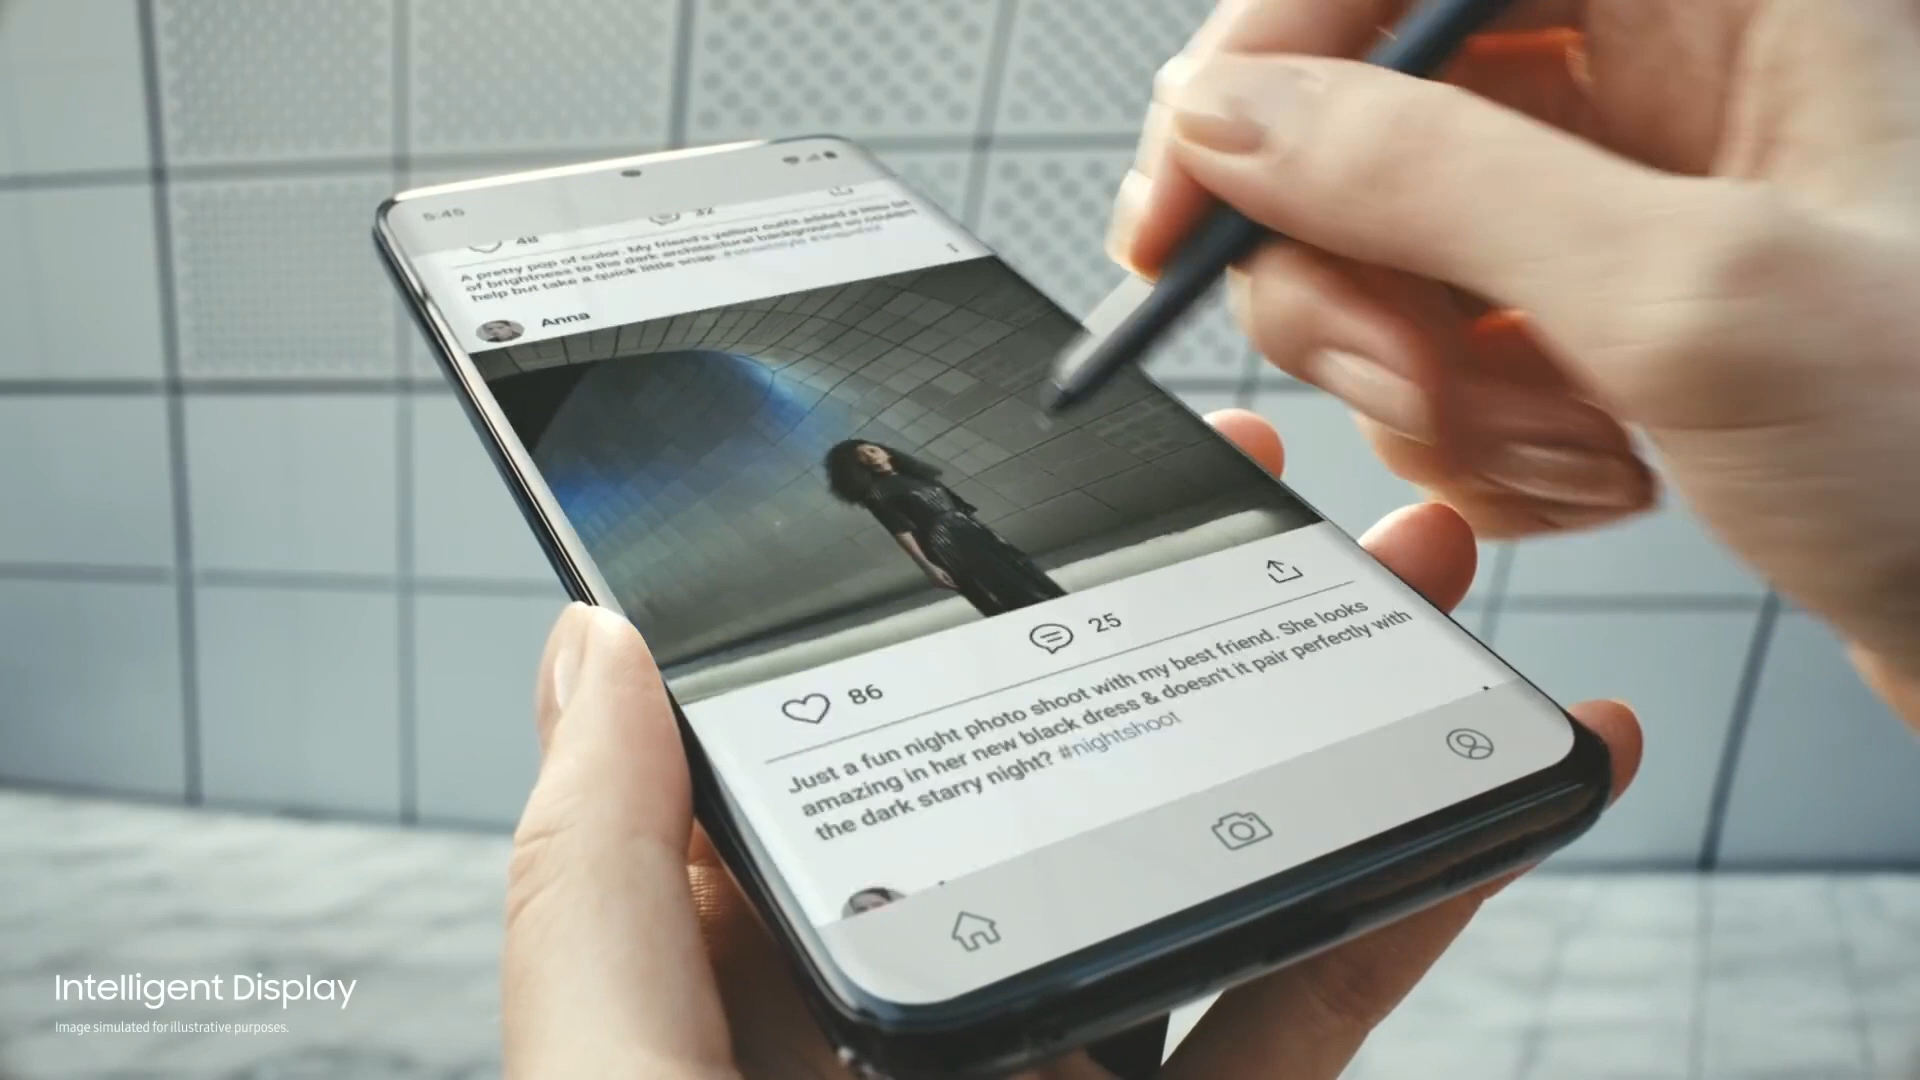 5:45
48
32
A pretty pop of color. My friend's yellow outfit added a little bit
of brightness to the dark architectural background so couldn't
help but take a quick little snap.
Anna
86
25
Just a fun night photo shoot with my best friend. She looks
amazing in her new black dress & doesn't it pair perfectly with
the dark starry night? #nightshoot
Intelligent Display
Image simulated for illustrative purposes.